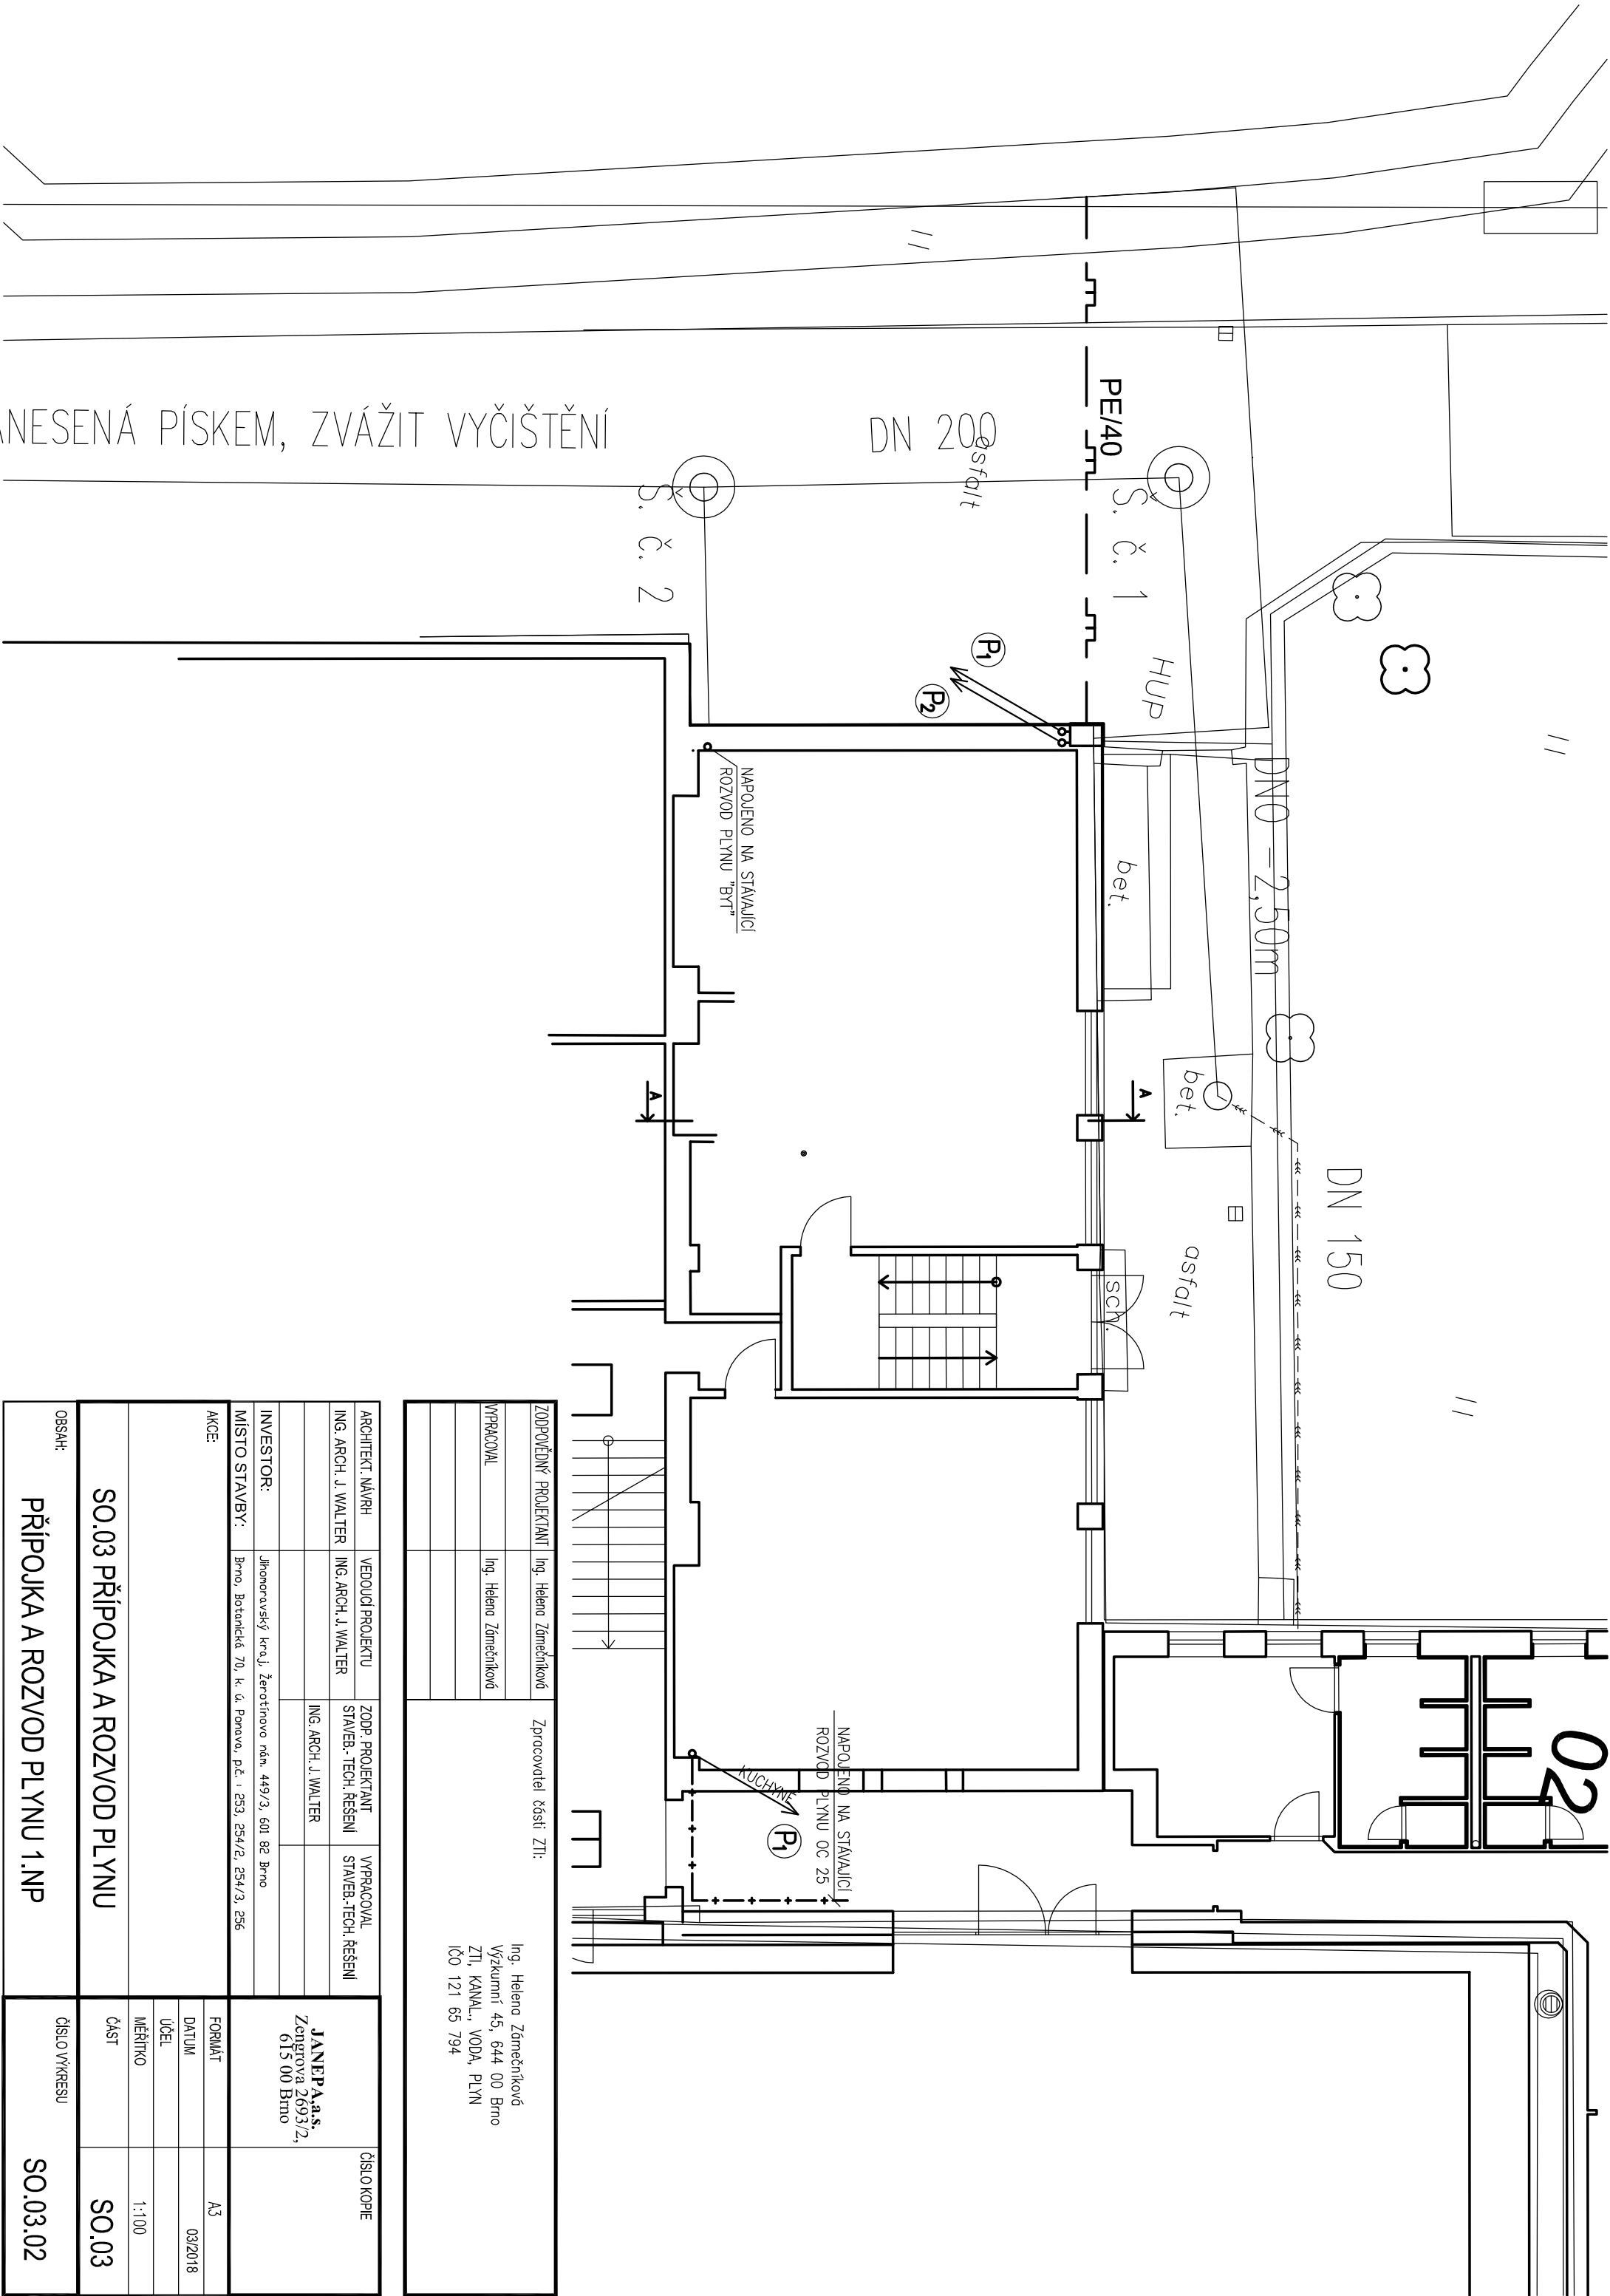 ANESENÁ PÍSKEM, ZVÁŽIT VYČIŠTĚNÍ
DN 200
asfalt
PE/40
Š. Č. 1
Š. Č. 2
HUP
P1
P2
DNO -2,50m
bet.
bet.
NAPOJENO NA STÁVAJÍCÍ
ROZVOD PLYNU "BYT"
A
A
DN 150
asfalt
SCH.
02
NAPOJENO NA STÁVAJÍCÍ
ROZVOD PLYNU OC 25
KUCHYNĚ
P1
ZODPOVĚDNÝ PROJEKTANT Ing. Helena Zámečníková
VYPRACOVAL Ing. Helena Zámečníková
Zpracovatel části ZTI:
Ing. Helena Zámečníková
Výzkumní 45, 644 00 Brno
ZTI, KANAL., VODA, PLYN
IČO 121 65 794
ARCHITEKT. NÁVRH
ING. ARCH. J. WALTER
VEDOUCÍ PROJEKTU
ING. ARCH. J. WALTER
ZODP. PROJEKTANT
STAVEB.- TECH. ŘEŠENÍ
ING. ARCH. J. WALTER
VYPRACOVAL
STAVEB.-TECH. ŘEŠENÍ
INVESTOR: Jihomoravský kraj, Žerotínovo nám. 449/3, 601 82 Brno
MÍSTO STAVBY: Brno, Botanická 70, k. ú. Ponava, p.č. : 253, 254/2, 254/3, 256
JANEPA,a.s.
Zengrova 2693/2,
615 00 Brno
ČÍSLO KOPIE
AKCE:
FORMÁT A3
DATUM 03/2018
ÚČEL
MĚŘÍTKO 1:100
SO.03 PŘÍPOJKA A ROZVOD PLYNU
ČÁST SO.03
OBSAH:
PŘÍPOJKA A ROZVOD PLYNU 1.NP
ČÍSLO VÝKRESU
SO.03.02